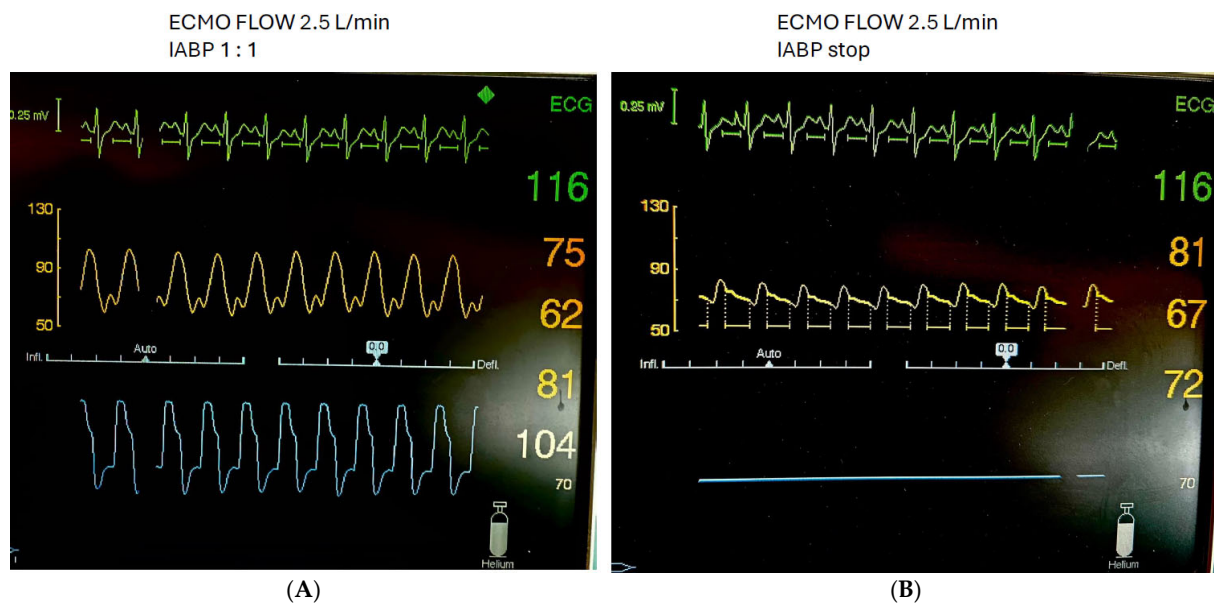 ECMO FLOW 2.5 L/min
IABP 1 : 1
0.25 mV
ECG
116
130
90
50
75
62
Infl.
Auto
0.0
Defl.
81
104
70
Helium
(A)
ECMO FLOW 2.5 L/min
IABP stop
0.25 mV
ECG
116
130
90
50
81
67
Infl.
Auto
0.0
Defl.
72
70
Helium
(B)